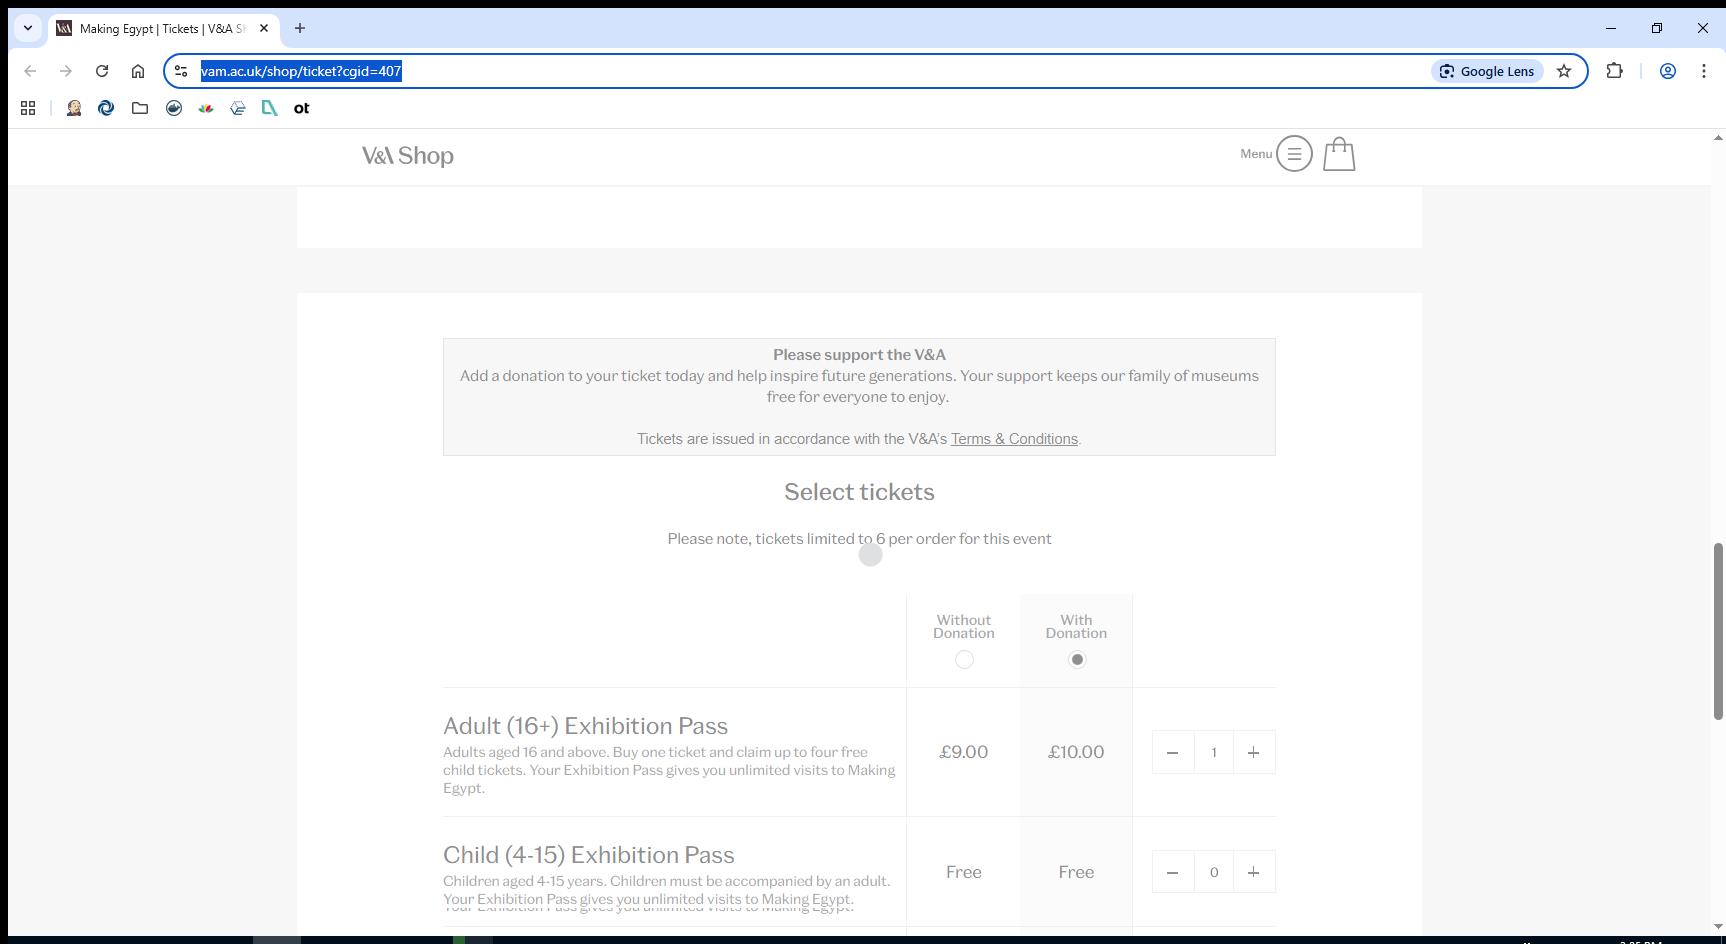 Making Egypt | Tickets | V&A S
vam.ac.uk/shop/ticket?cgid=407
Google Lens
ot
V&A Shop
Menu
Please support the V&A
Add a donation to your ticket today and help inspire future generations. Your support keeps our family of museums
free for everyone to enjoy.
Tickets are issued in accordance with the V&A's Terms & Conditions.
Select tickets
Please note, tickets limited to 6 per order for this event
Without
Donation
With
Donation
Adult (16+) Exhibition Pass
Adults aged 16 and above. Buy one ticket and claim up to four free
child tickets. Your Exhibition Pass gives you unlimited visits to Making
Egypt.
£9.00
£10.00
1
Child (4-15) Exhibition Pass
Children aged 4-15 years. Children must be accompanied by an adult.
Your Exhibition Pass gives you unlimited visits to Making Egypt.
Free
Free
0